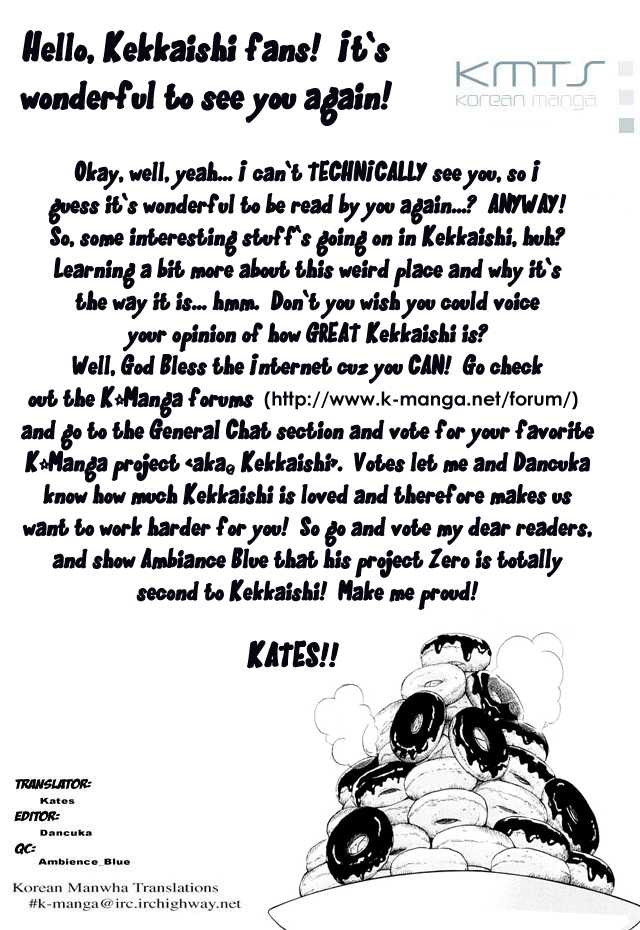 Hello, Kekkaishi fans! It`s
wonderful to see you again!
KMTS
korean manga
Okay, well, yeah... i can`t TECHNiCALLY see you, so i
guess it`s wonderful to be read by you again...? ANYWAY!
So, some interesting stuff`s going on in Kekkaishi, huh?
Learning a bit more about this weird place and why it`s
the way it is... hmm. Don`t you wish you could voice
your opinion of how GREAT Kekkaishi is?
Well, God Bless the internet cuz you CAN! Go check
out the K☆Manga forums (http://www.k-manga.net/forum/)
and go to the General Chat section and vote for your favorite
K☆Manga project <aka@ Kekkaishi>. Votes let me and Dancuka
know how much Kekkaishi is loved and therefore makes us
want to work harder for you! So go and vote my dear readers,
and show Ambiance Blue that his project Zero is totally
second to Kekkaishi! Make me proud!
KATES!!
TRANSLATOR:
Kates
EDITOR:
Dancuka
QC:
Ambience_Blue
Korean Manwha Translations
#k-manga@irc.irchighway.net